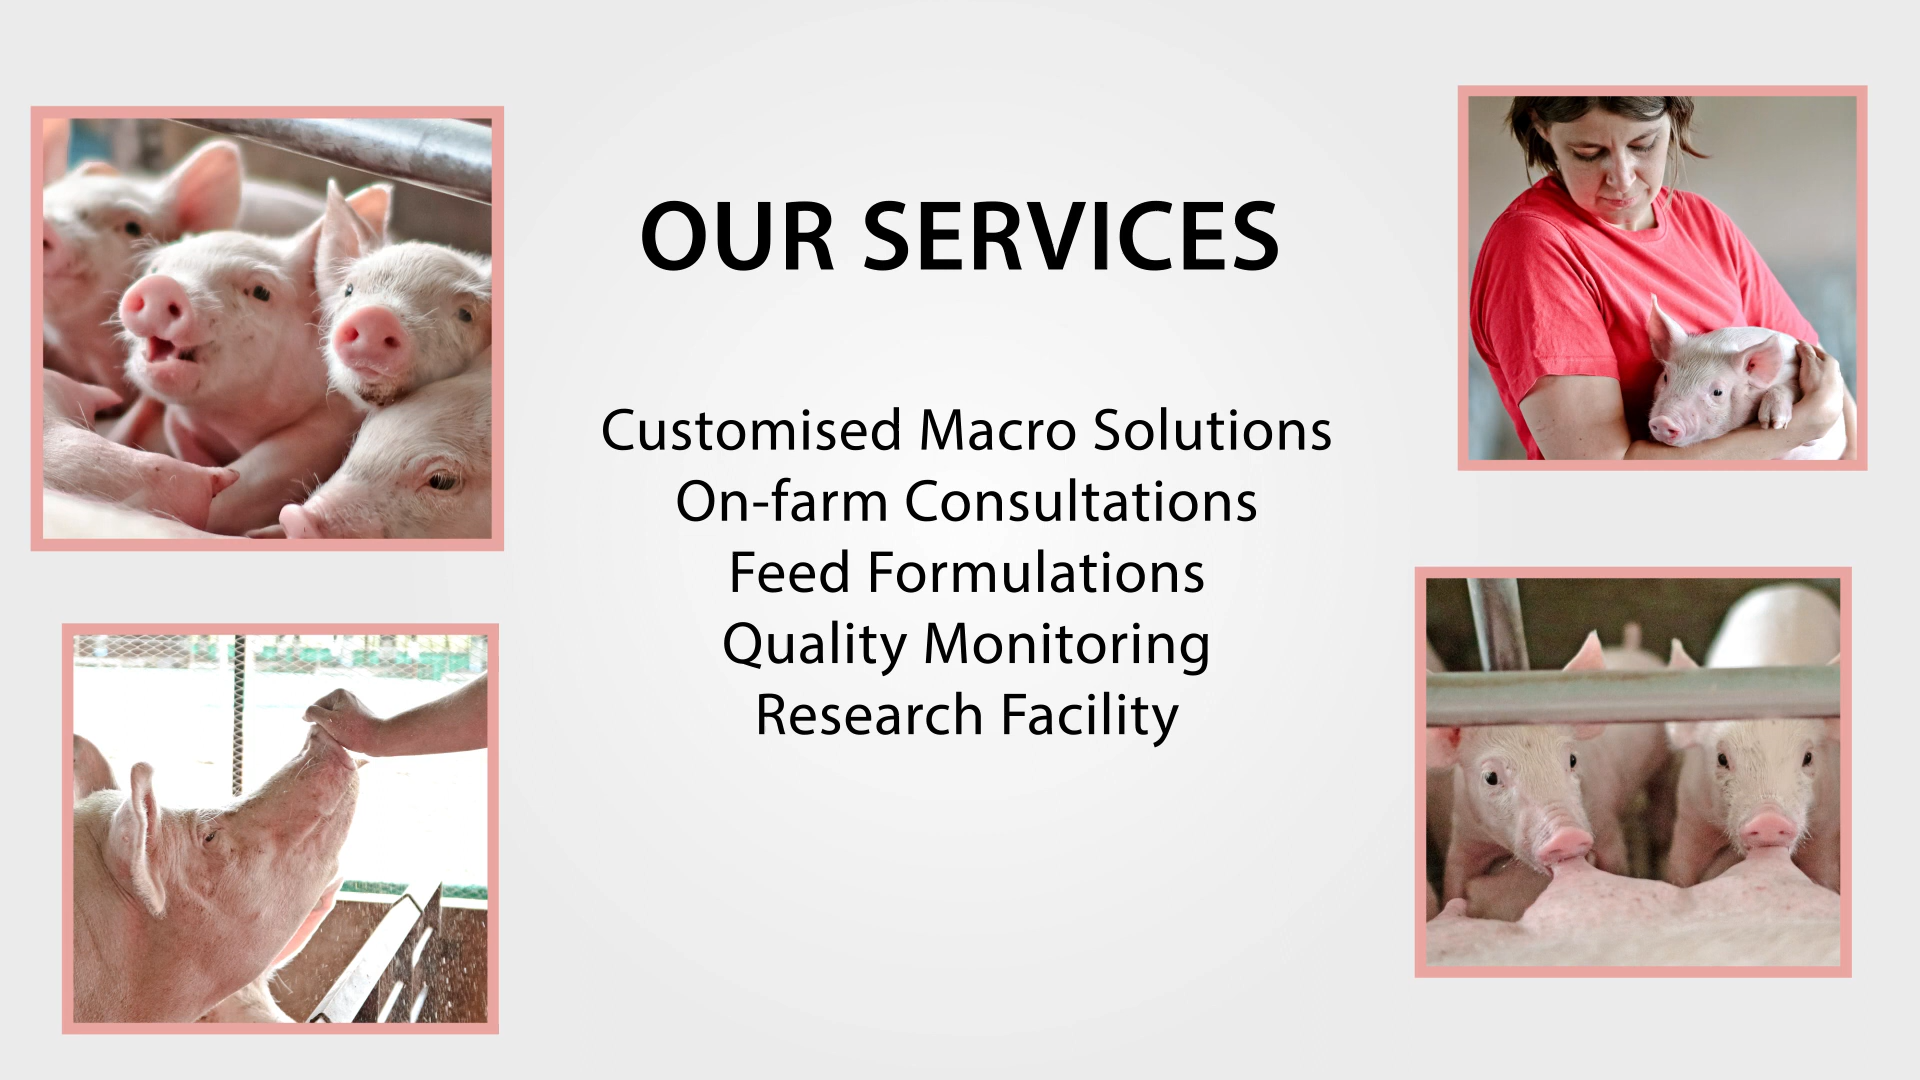 OUR SERVICES
Customised Macro Solutions
On-farm Consultations
Feed Formulations
Quality Monitoring
Research Facility